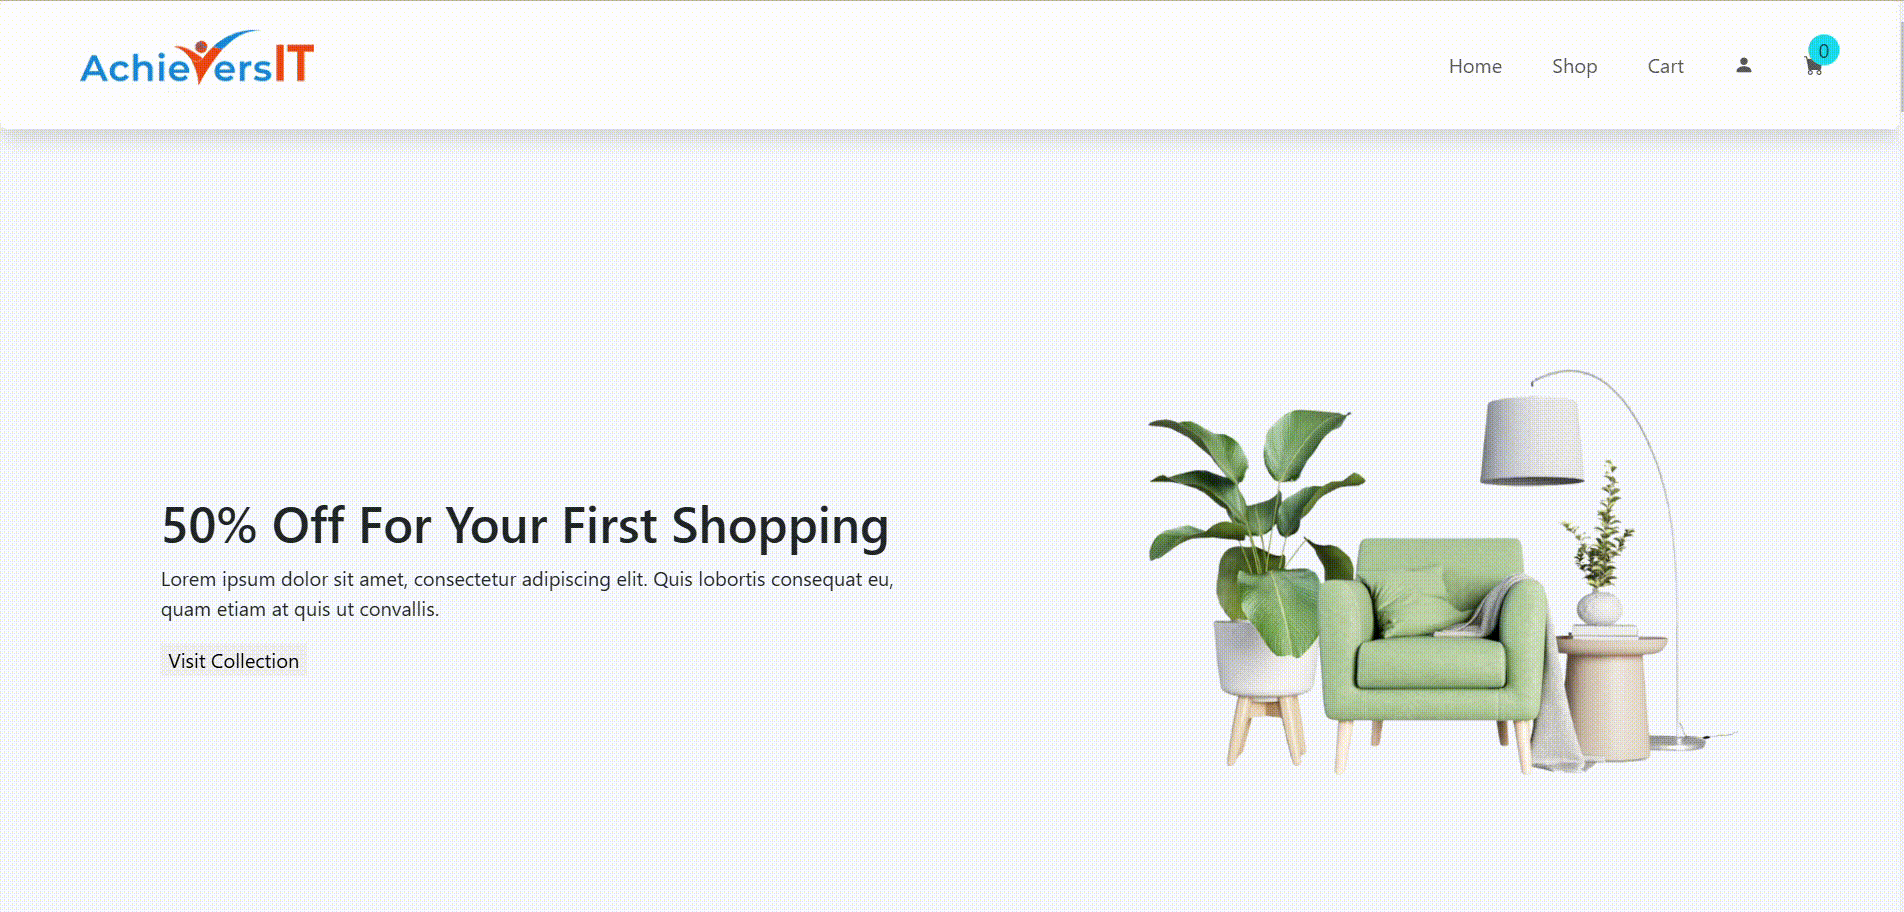 AchieversIT
Home
Shop
Cart
0
50% Off For Your First Shopping
Lorem ipsum dolor sit amet, consectetur adipiscing elit. Quis lobortis consequat eu,
quam etiam at quis ut convallis.
Visit Collection